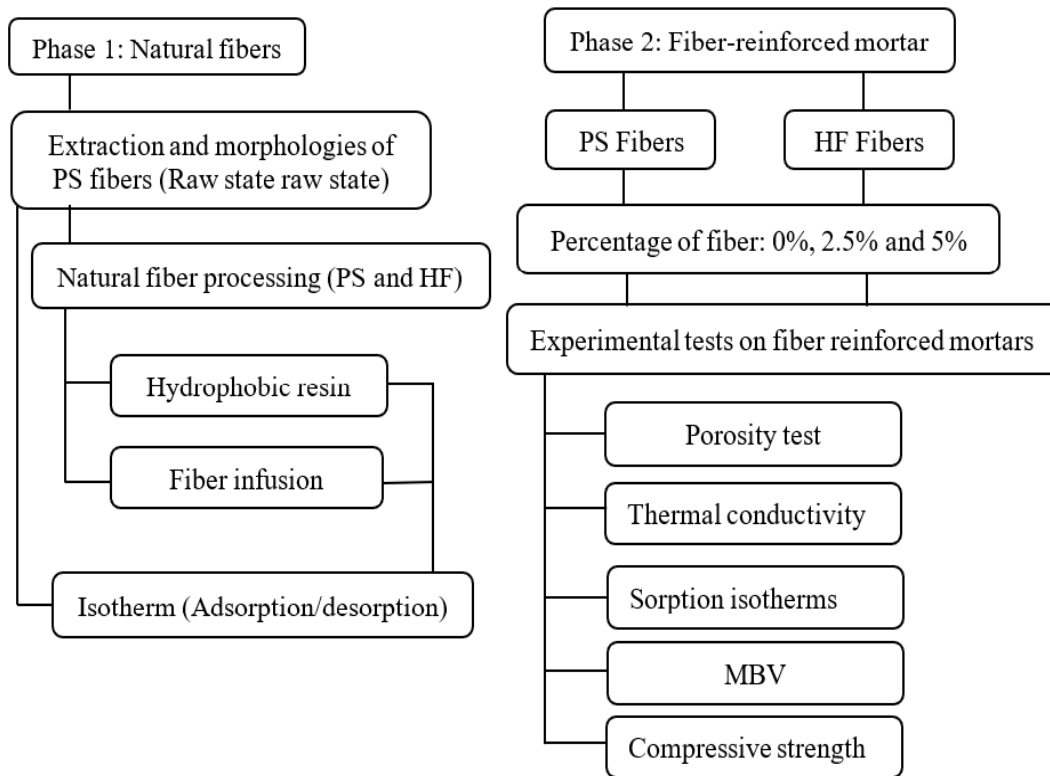 Phase 1: Natural fibers
Extraction and morphologies of
PS fibers (Raw state raw state)
Natural fiber processing (PS and HF)
Hydrophobic resin
Fiber infusion
Isotherm (Adsorption/desorption)
Phase 2: Fiber-reinforced mortar
PS Fibers
HF Fibers
Percentage of fiber: 0%, 2.5% and 5%
Experimental tests on fiber reinforced mortars
Porosity test
Thermal conductivity
Sorption isotherms
MBV
Compressive strength